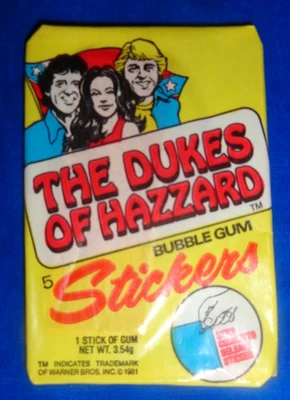 THE DUKES
OF HAZZARD
TM
BUBBLE GUM
5 Stickers
1 STICK OF GUM
NET WT. 3.54g
TM INDICATES TRADEMARK
OF WARNER BROS. INC. © 1981